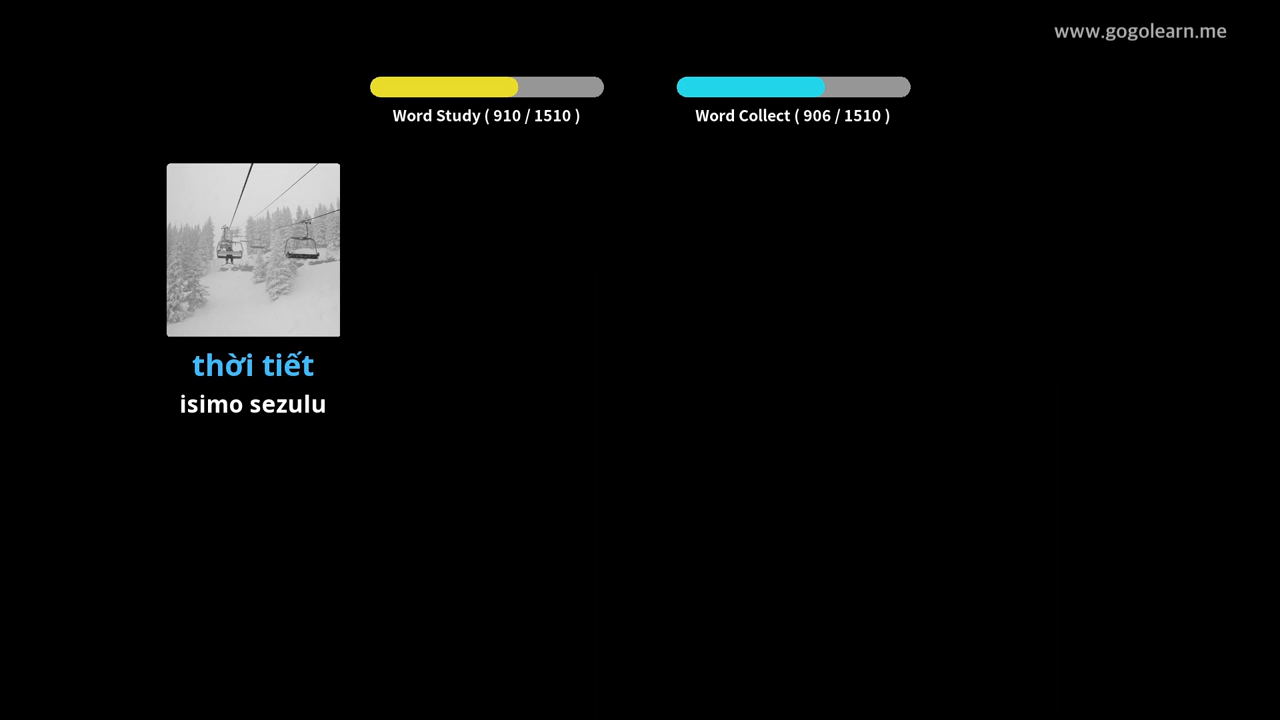 www.gogolearn.me
Word Study ( 910 / 1510 )
Word Collect ( 906 / 1510 )
thời tiết
isimo sezulu